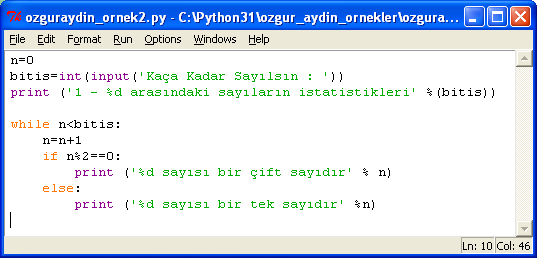 ozguraydin_ornek2.py - C:\Python31\ozgur_aydin_ornekler\ozgura...
File Edit Format Run Options Windows Help
n=0
bitis=int(input('Kaça Kadar Sayılsın : '))
print ('1 - %d arasındaki sayıların istatistikleri' %(bitis))
while n<bitis:
    n=n+1
    if n%2==0:
        print ('%d sayısı bir çift sayıdır' % n)
    else:
        print ('%d sayısı bir tek sayıdır' %n)
Ln: 10 Col: 46